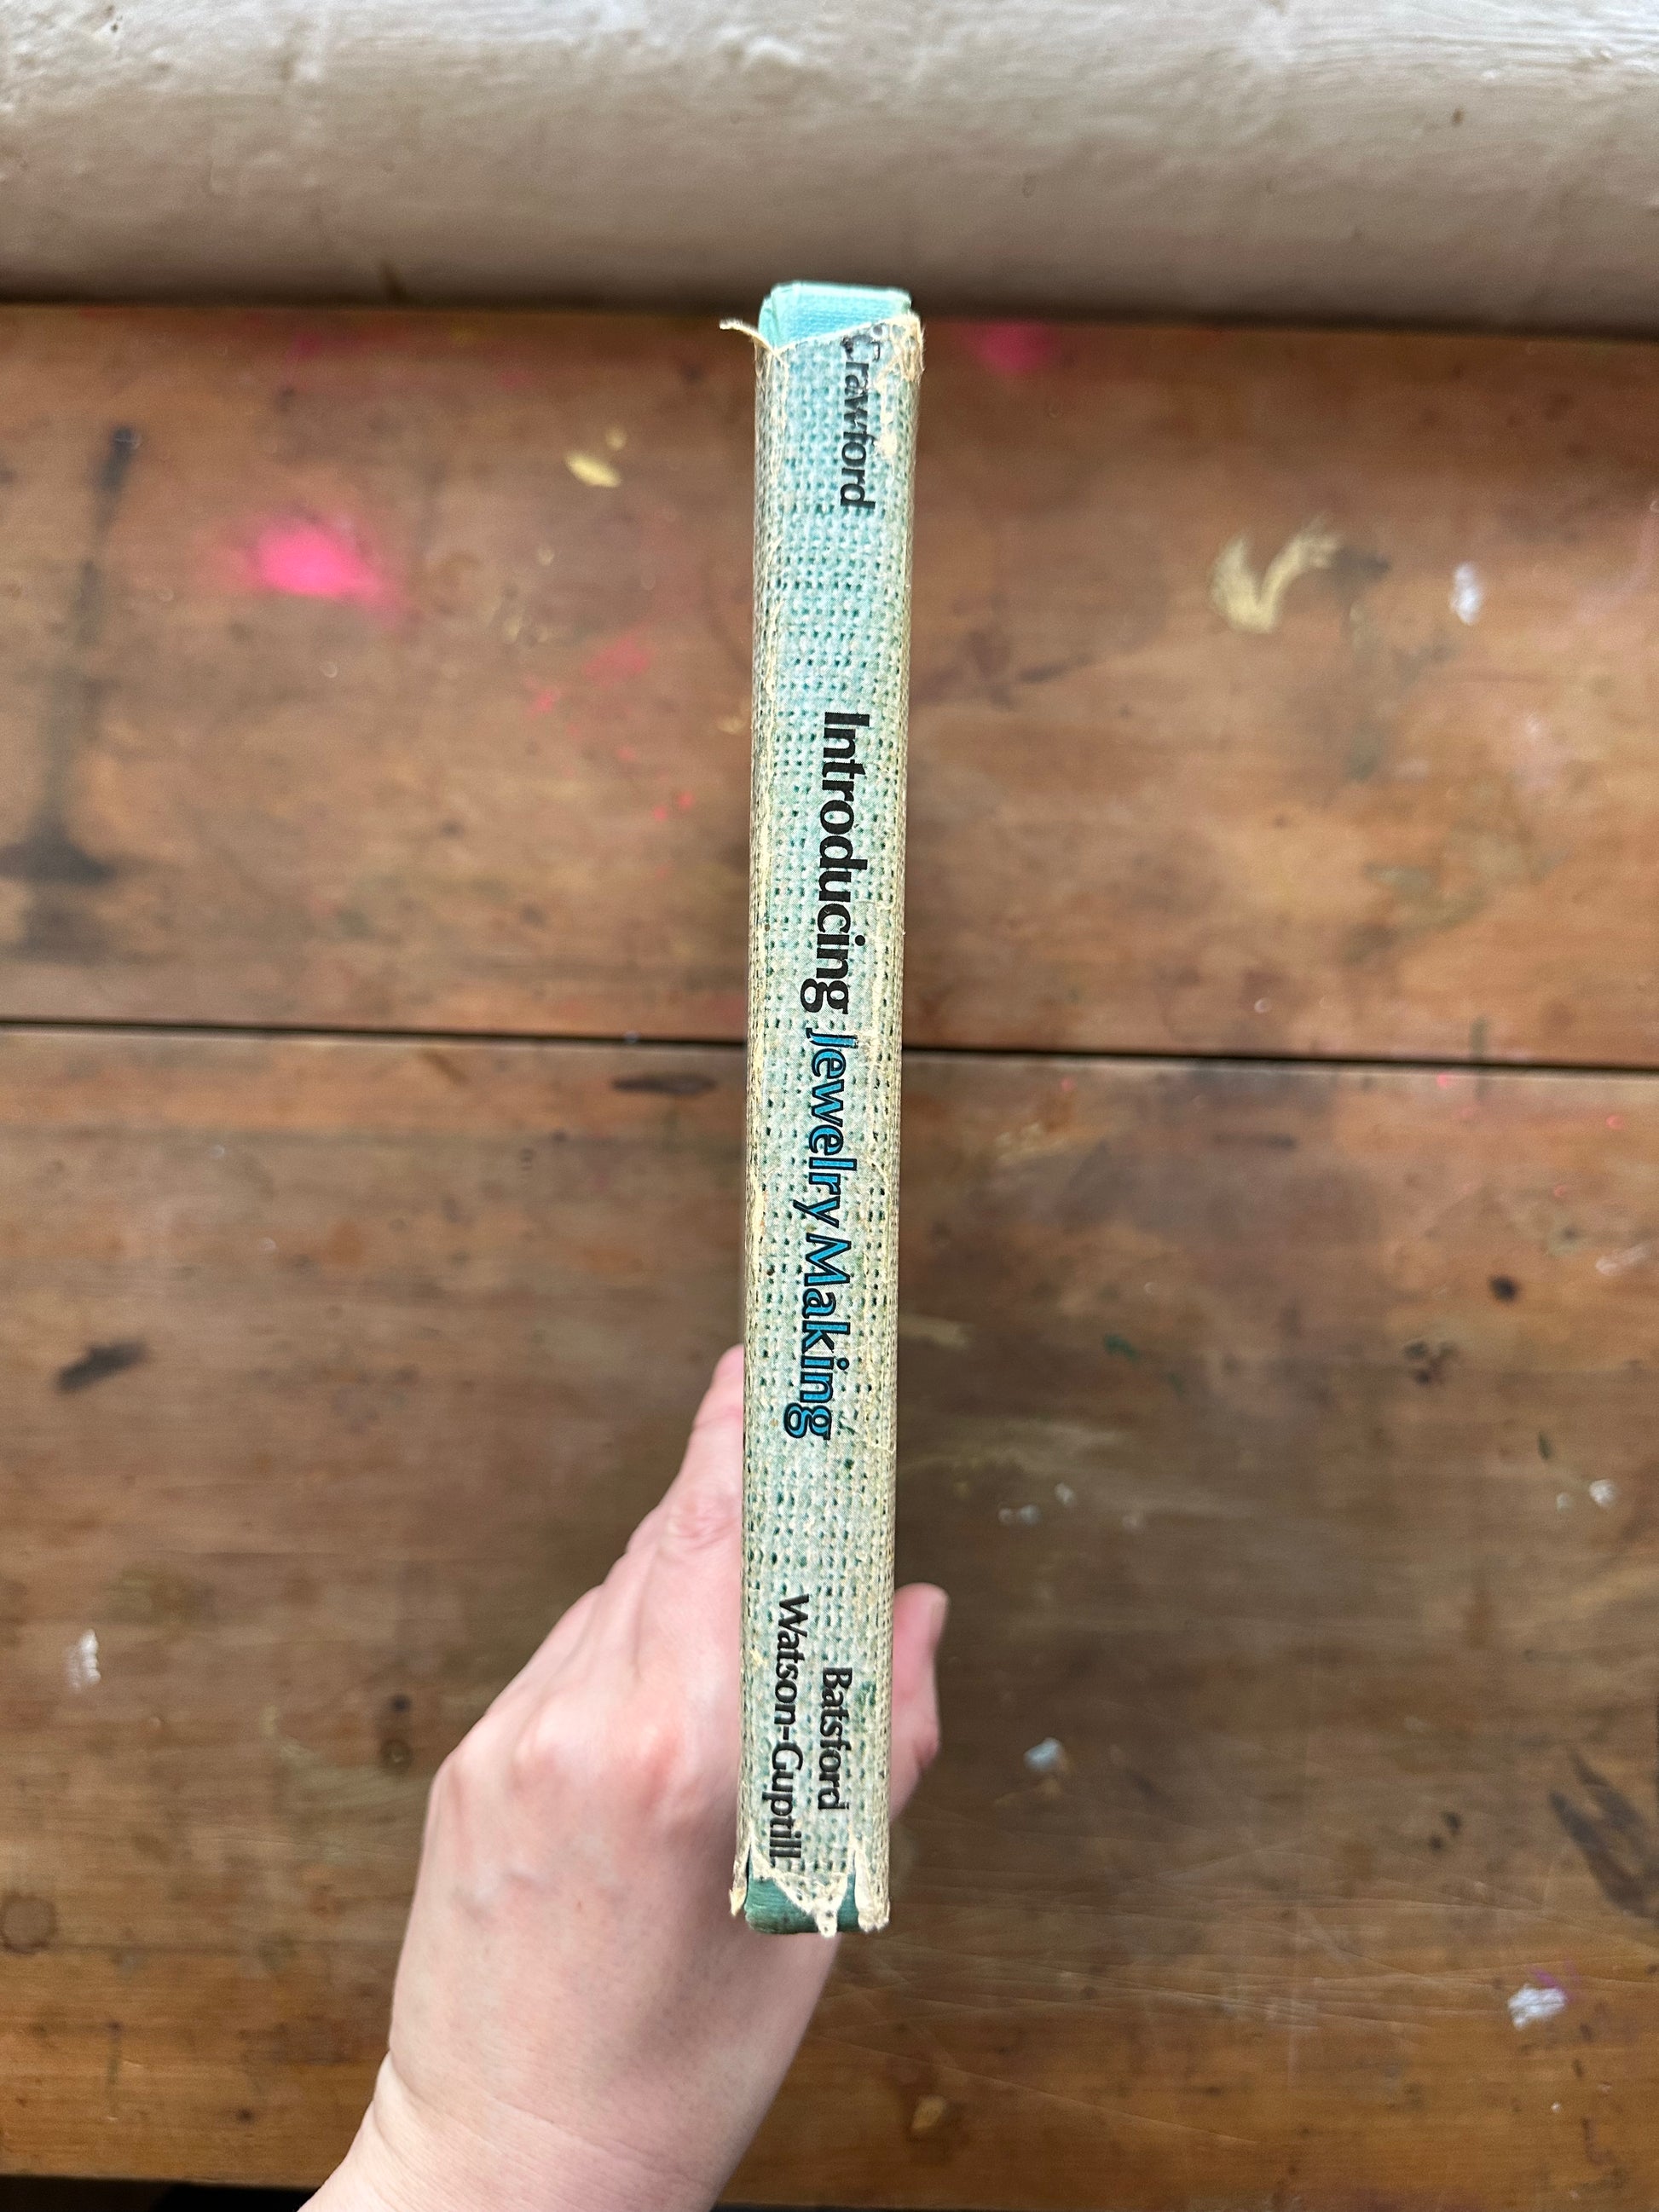 Crawford
Introducing Jewelry Making
Batsford
Watson-Guptill